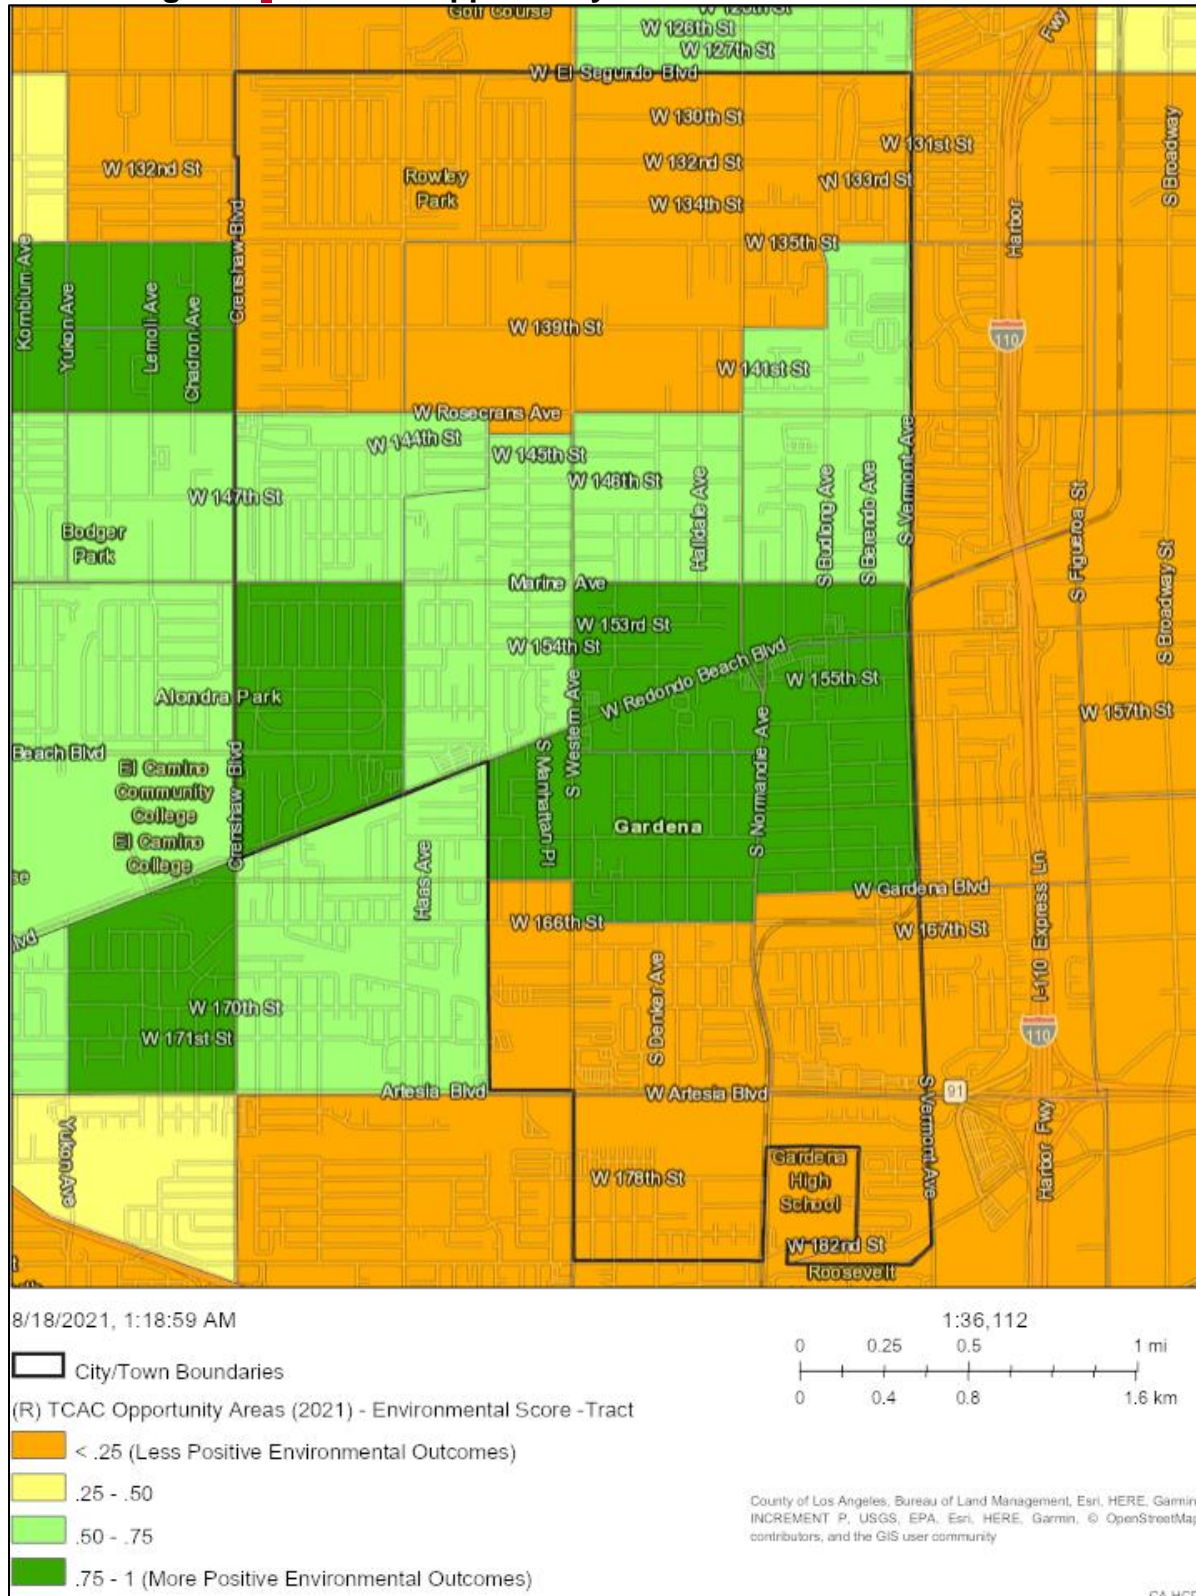 Golf Course
W 126th St
W 127th St
Fwy
W El Segundo Blvd
W 130th St
W 131st St
S Broadway
W 132nd St
W 132nd St
Rowley
Park
W 133rd St
W 134th St
Crenshaw Blvd
W 135th St
Harbor
Kornblum Ave
Yukon Ave
Lemoli Ave
Chadron Ave
W 139th St
110
W 141st St
W Rosecrans Ave
W 144th St
W 145th St
W 146th St
W 147th St
Halldale Ave
S Budlong Ave
S Berendo Ave
S Vermont Ave
S Figueroa St
Bodger
Park
Marine Ave
S Broadway St
W 153rd St
W 154th St
W Redondo Beach Blvd
W 155th St
Alondra Park
S Western Ave
W 157th St
Beach Blvd
El Camino
Community
College
El Camino
College
Crenshaw Blvd
S Manhattan Pl
S Normandie Ave
Gardena
Haas Ave
W Gardena Blvd
W 166th St
W 167th St
I-110 Express Ln
S Denker Ave
W 170th St
W 171st St
110
Artesia Blvd
W Artesia Blvd
91
S Vermont Ave
Harbor Fwy
Yukon Ave
W 178th St
Gardena
High
School
W 182nd St
Roosevelt
8/18/2021, 1:18:59 AM
1:36,112
0 0.25 0.5 1 mi
0 0.4 0.8 1.6 km
City/Town Boundaries
(R) TCAC Opportunity Areas (2021) - Environmental Score -Tract
< .25 (Less Positive Environmental Outcomes)
.25 - .50
.50 - .75
.75 - 1 (More Positive Environmental Outcomes)
County of Los Angeles, Bureau of Land Management, Esri, HERE, Garmin,
INCREMENT P, USGS, EPA, Esri, HERE, Garmin, © OpenStreetMap
contributors, and the GIS user community